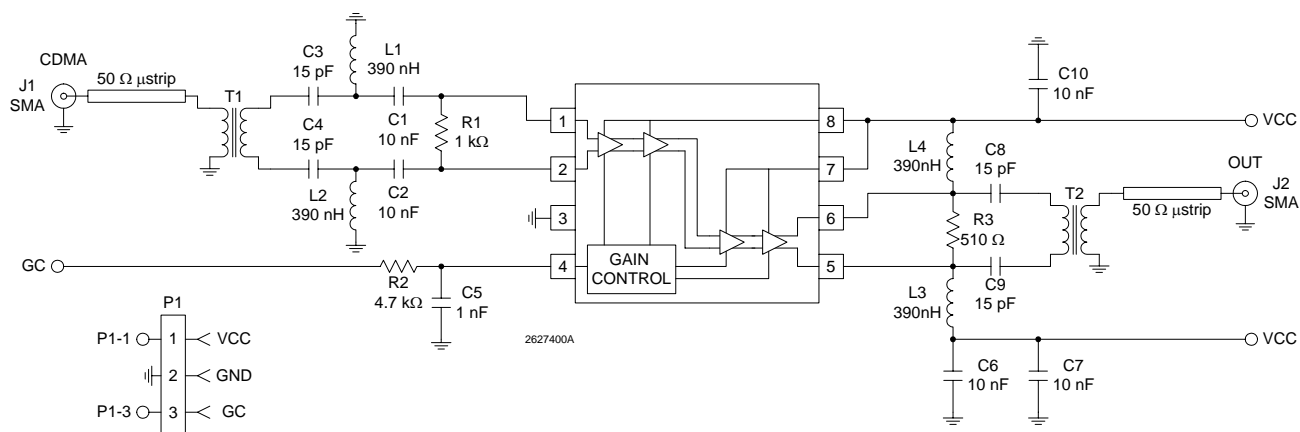 CDMA
J1
SMA
50 Ω µstrip
T1
C3
15 pF
L1
390 nH
C4
15 pF
C1
10 nF
R1
1 kΩ
L2
390 nH
C2
10 nF
1
2
3
4
8
7
6
5
GAIN
CONTROL
C10
10 nF
VCC
L4
390nH
C8
15 pF
T2
OUT
J2
SMA
50 Ω µstrip
R3
510 Ω
C9
15 pF
L3
390nH
VCC
C6
10 nF
C7
10 nF
GC
R2
4.7 kΩ
C5
1 nF
2627400A
P1
P1-1 1 VCC
2 GND
P1-3 3 GC